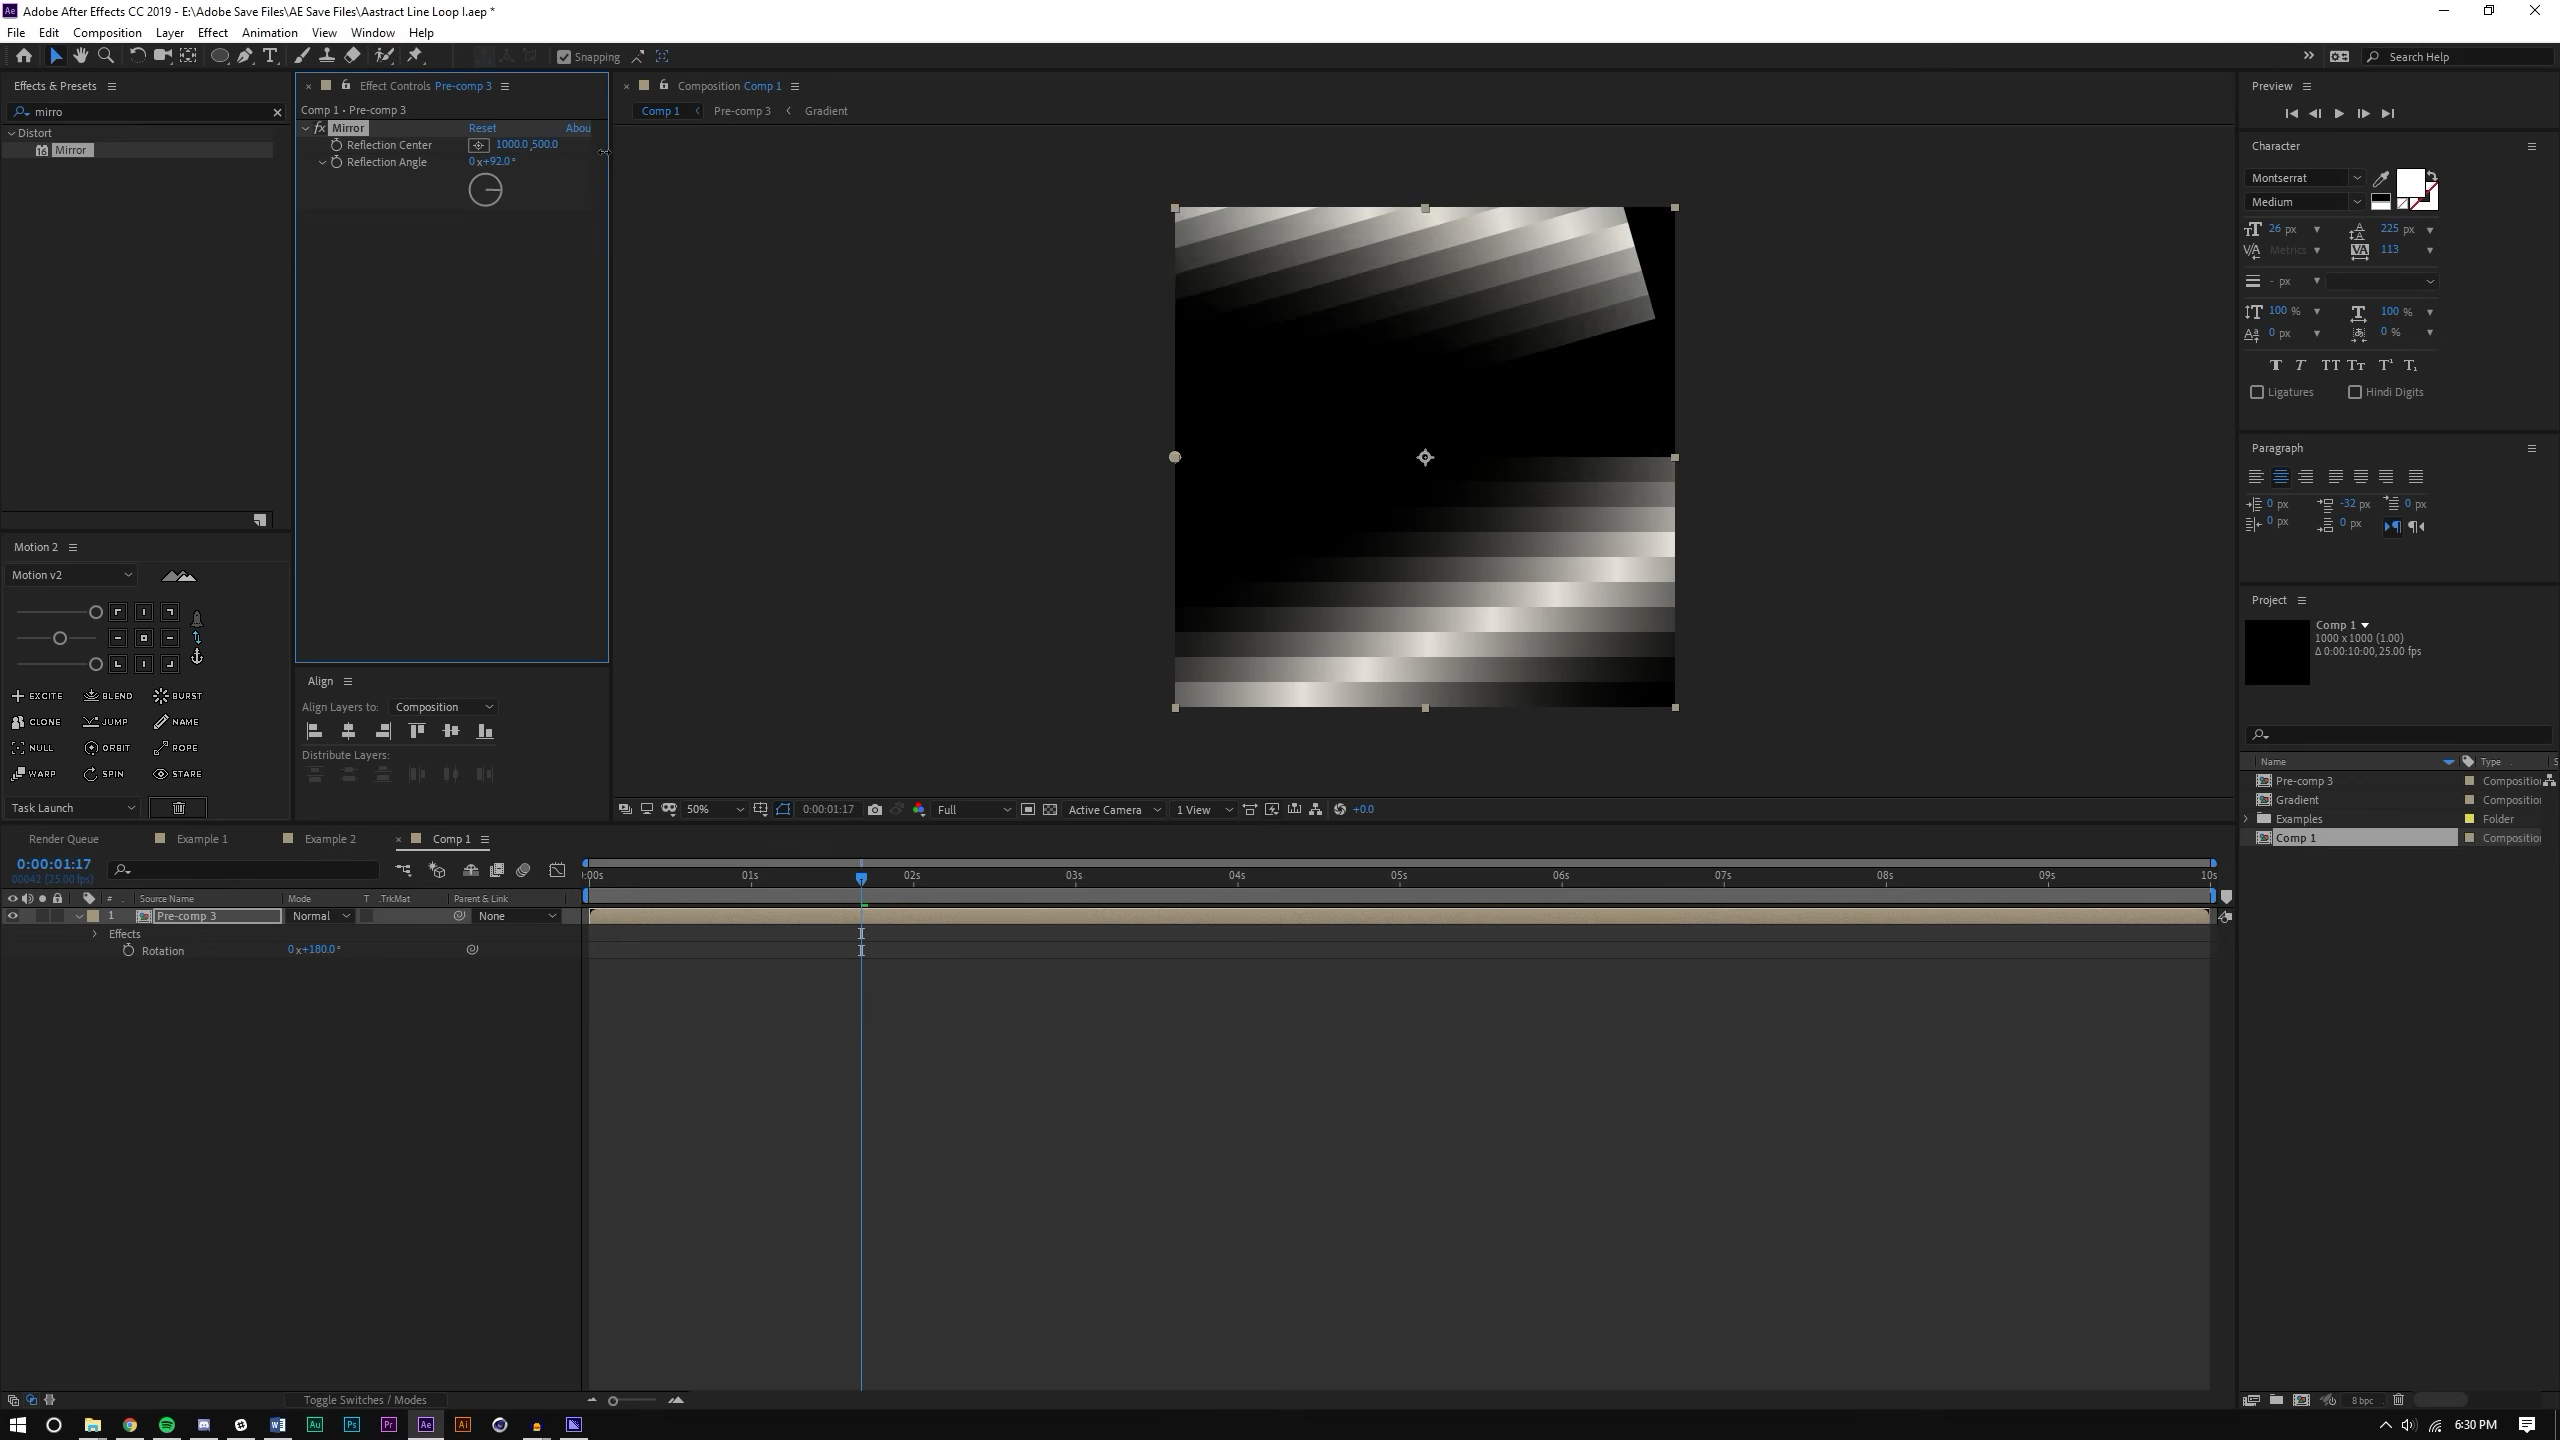 Adobe After Effects CC 2019 - E:\Adobe Save Files\AE Save Files\Aastract Line Loop I.aep *
File Edit Composition Layer Effect Animation View Window Help
Snapping
Search Help
Effects & Presets
mirro
Distort
Mirror
Effect Controls Pre-comp 3
Comp 1 • Pre-comp 3
fx Mirror Reset Abou
Reflection Center 1000.0 ,500.0
Reflection Angle 0 x+92.0 °
Composition Comp 1
Comp 1 Pre-comp 3 Gradient
Preview
Character
Montserrat
Medium
26 px 225 px
Metrics 113
- px
100 % 100 %
0 px 0 %
Ligatures Hindi Digits
Paragraph
0 px -32 px 0 px
0 px 0 px
Project
Comp 1
1000 x 1000 (1.00)
Δ 0:00:10:00, 25.00 fps
Name Type
Pre-comp 3 Compositio
Gradient Compositio
Examples Folder
Comp 1 Compositio
8 bpc
Motion 2
Motion v2
EXCITE BLEND BURST
CLONE JUMP NAME
NULL ORBIT ROPE
WARP SPIN STARE
Task Launch
Align
Align Layers to: Composition
Distribute Layers:
50% 0:00:01:17 Full Active Camera 1 View +0.0
Render Queue Example 1 Example 2 Comp 1
0:00:01:17
00042 (25.00 fps)
):00s 01s 02s 03s 04s 05s 06s 07s 08s 09s 10s
# Source Name Mode T .TrkMat Parent & Link
1 Pre-comp 3 Normal None
Effects
Rotation 0 x+180.0 °
Toggle Switches / Modes
6:30 PM